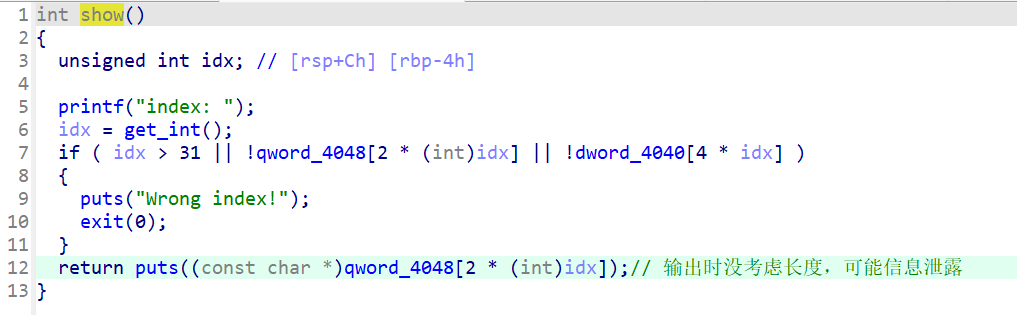 1 int show()
2 {
3   unsigned int idx; // [rsp+Ch] [rbp-4h]
4
5   printf("index: ");
6   idx = get_int();
7   if ( idx > 31 || !qword_4048[2 * (int)idx] || !dword_4040[4 * idx] )
8   {
9     puts("Wrong index!");
10     exit(0);
11   }
12   return puts((const char *)qword_4048[2 * (int)idx]);// 输出时没考虑长度，可能信息泄露
13 }